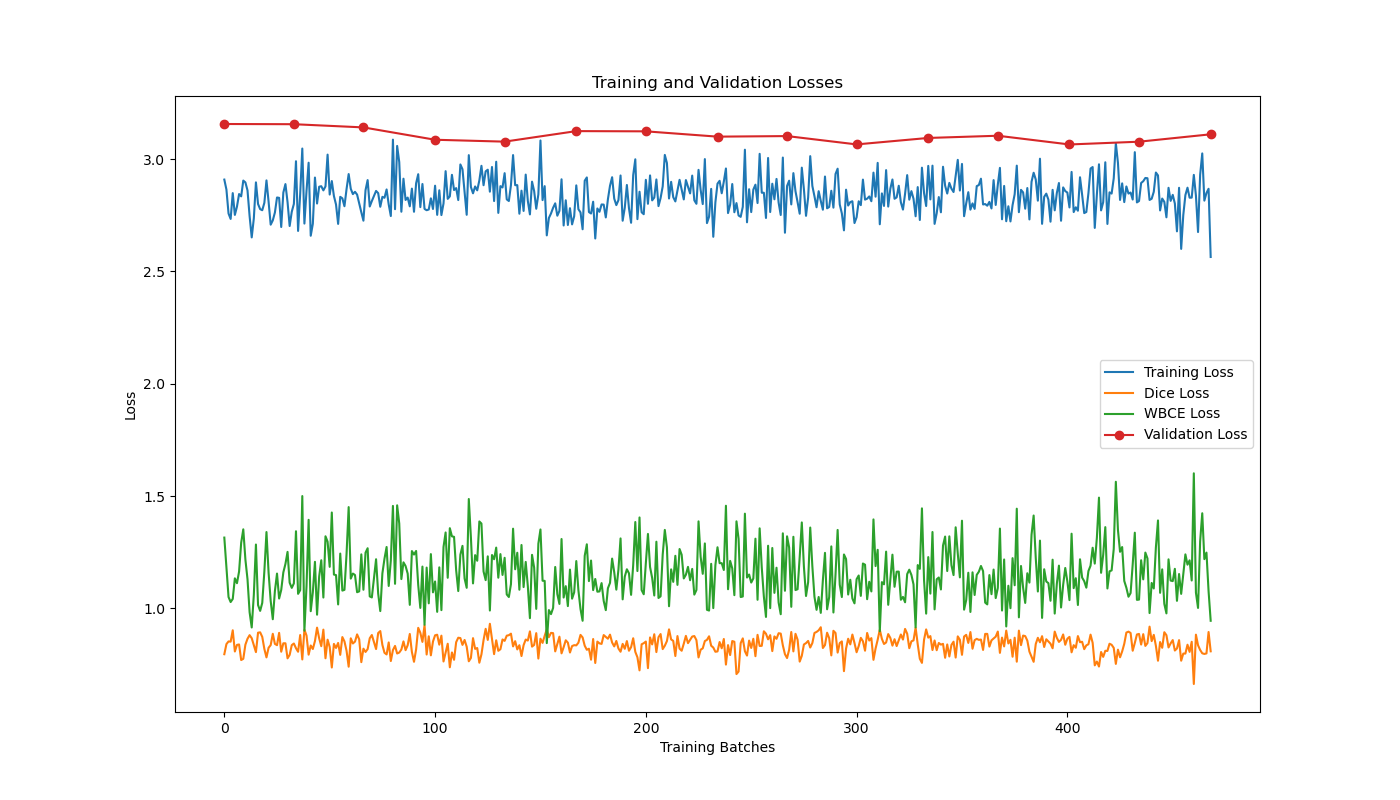 Training and Validation Losses
3.0
2.5
2.0
1.5
1.0
Loss
Training Loss
Dice Loss
WBCE Loss
Validation Loss
0 100 200 300 400
Training Batches